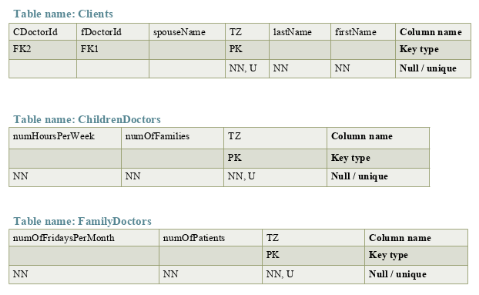 Table name: Clients
CDoctorId fDoctorId spouseName TZ lastName firstName Column name
FK2 FK1 PK Key type
NN, U NN NN Null / unique
Table name: ChildrenDoctors
numHoursPerWeek numOfFamilies TZ Column name
PK Key type
NN NN NN, U Null / unique
Table name: FamilyDoctors
numOfFridaysPerMonth numOfPatients TZ Column name
PK Key type
NN NN NN, U Null / unique